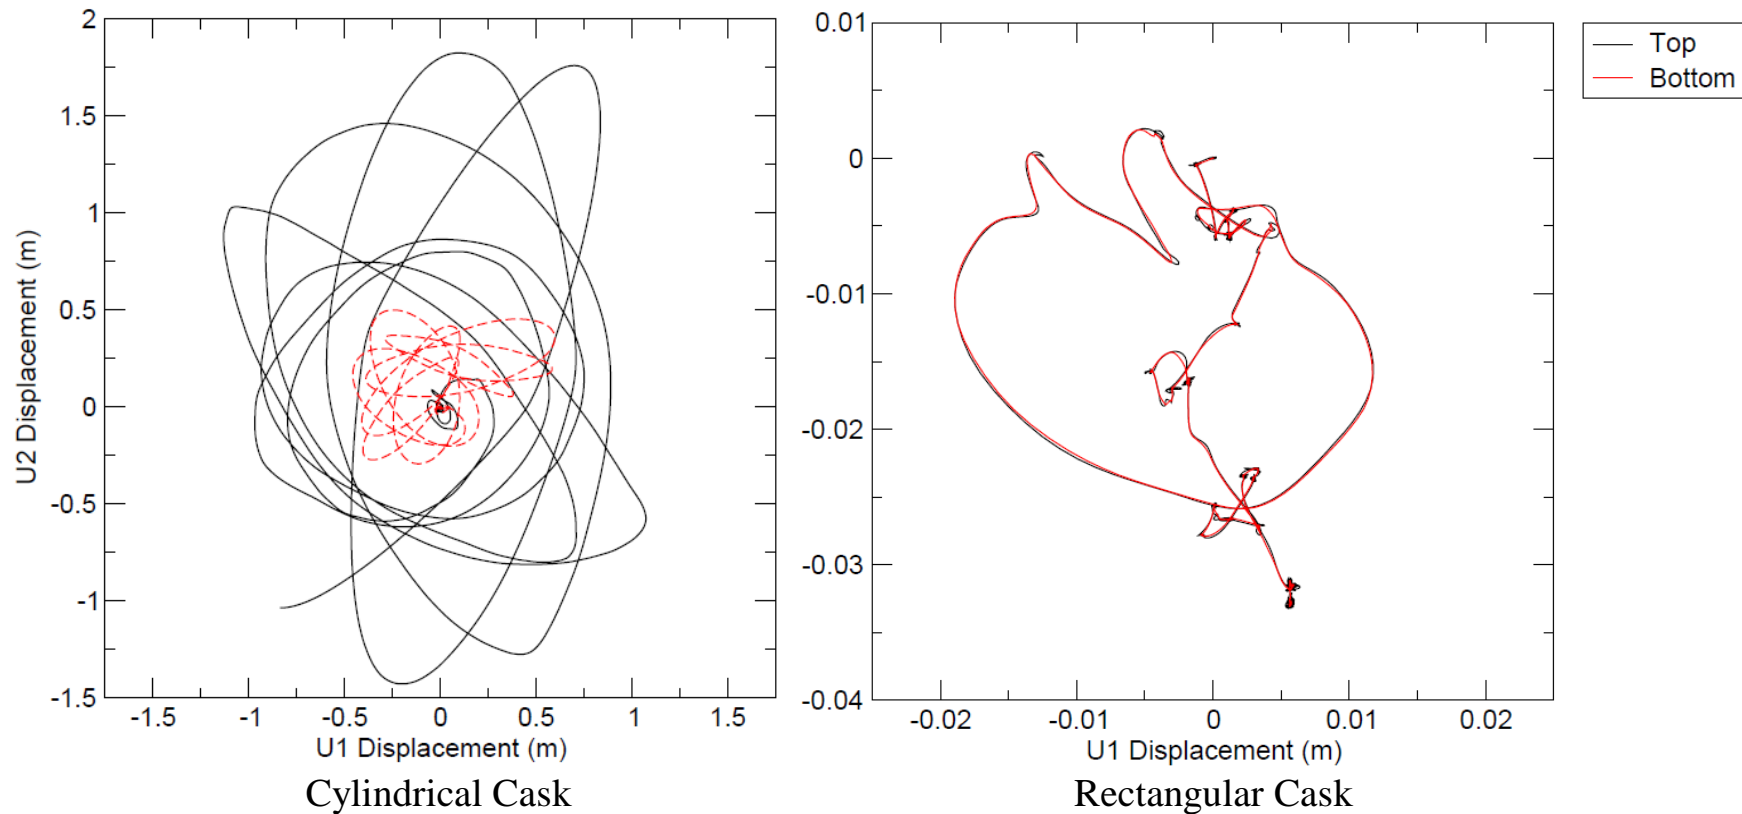 2
1.5
1
0.5
0
-0.5
-1
-1.5
U2 Displacement (m)
-1.5 -1 -0.5 0 0.5 1 1.5
U1 Displacement (m)
Cylindrical Cask
0.01
0
-0.01
-0.02
-0.03
-0.04
-0.02 -0.01 0 0.01 0.02
U1 Displacement (m)
Rectangular Cask
Top
Bottom